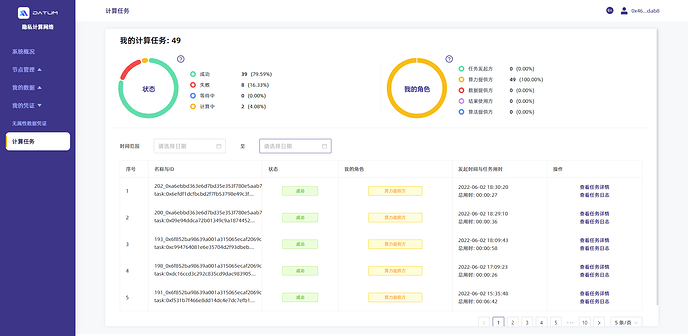 DATUM
隐私计算网络
系统概况
节点管理
我的数据
我的凭证
无属性数据凭证
计算任务
计算任务
EN
0x46...dab8
我的计算任务: 49
状态
成功 39 (79.59%)
失败 8 (16.33%)
等待中 0 (0.00%)
计算中 2 (4.08%)
我的角色
任务发起方 0 (0.00%)
算力提供方 49 (100.00%)
数据提供方 0 (0.00%)
结果使用方 0 (0.00%)
算法提供方 0 (0.00%)
时间范围 请选择日期 至 请选择日期
序号 名称与ID 状态 我的角色 发起时间与任务用时 操作
1 成功 算力提供方 2022-06-02 18:30:20 查看任务详情
总用时: 00:00:27 查看任务日志
2 成功 算力提供方 2022-06-02 18:29:10 查看任务详情
总用时: 00:00:36 查看任务日志
3 成功 算力提供方 2022-06-02 18:09:43 查看任务详情
总用时: 00:00:58 查看任务日志
4 成功 算力提供方 2022-06-02 17:09:23 查看任务详情
总用时: 00:00:26 查看任务日志
5 成功 算力提供方 2022-06-02 15:35:48 查看任务详情
总用时: 00:06:42 查看任务日志
< 1 2 3 4 5 ··· 10 > 5 条/页